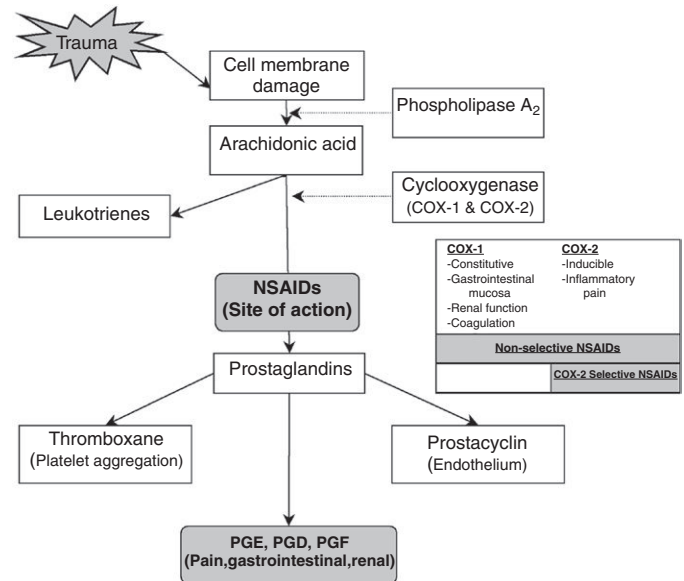 Trauma
Cell membrane
damage
Phospholipase A2
Arachidonic acid
Leukotrienes
Cyclooxygenase
(COX-1 & COX-2)
NSAIDs
(Site of action)
COX-1
-Constitutive
-Gastrointestinal
mucosa
-Renal function
-Coagulation
COX-2
-Inducible
-Inflammatory
pain
Non-selective NSAIDs
COX-2 Selective NSAIDs
Prostaglandins
Thromboxane
(Platelet aggregation)
Prostacyclin
(Endothelium)
PGE, PGD, PGF
(Pain,gastrointestinal,renal)